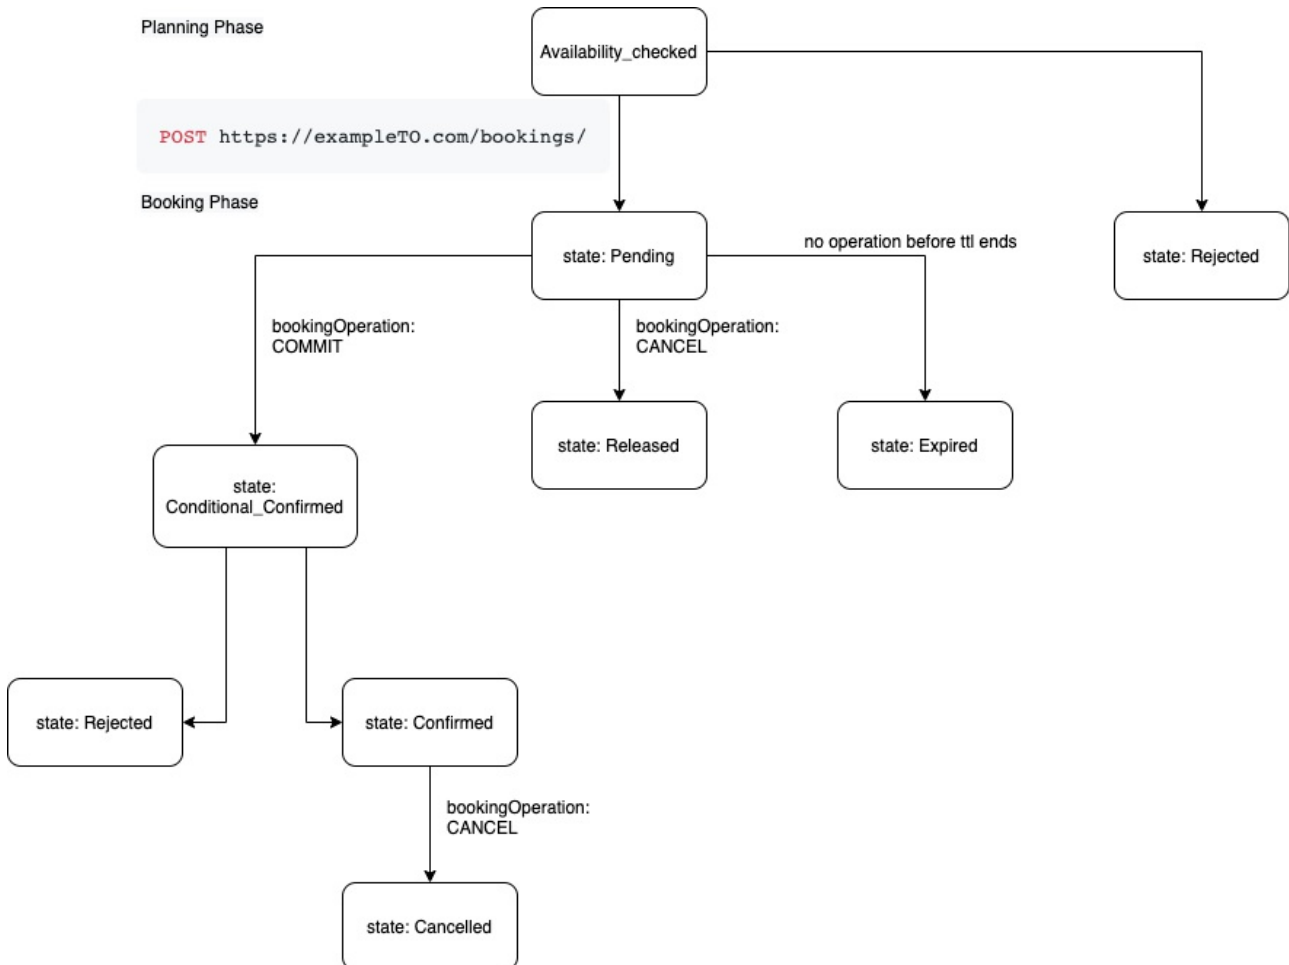 Planning Phase
Availability_checked
POST https://exampleTO.com/bookings/
Booking Phase
state: Pending
no operation before ttl ends
state: Rejected
bookingOperation:
COMMIT
bookingOperation:
CANCEL
state: Released
state: Expired
state:
Conditional_Confirmed
state: Rejected
state: Confirmed
bookingOperation:
CANCEL
state: Cancelled